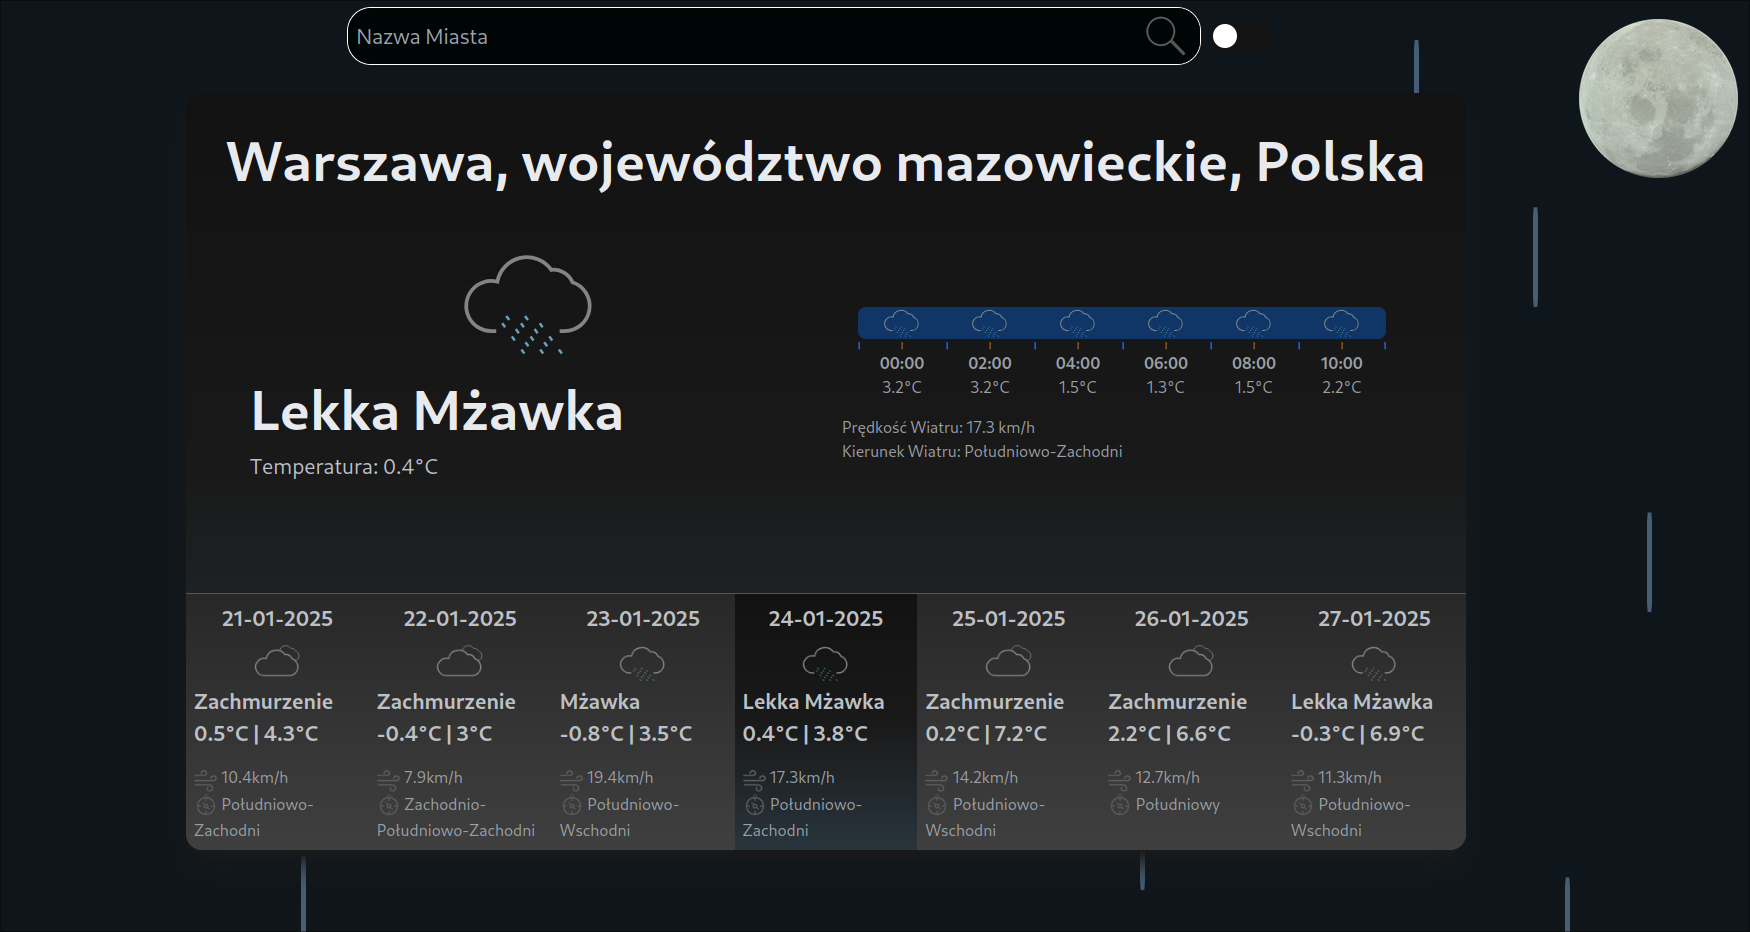 Nazwa Miasta
Warszawa, województwo mazowieckie, Polska
Lekka Mżawka
Temperatura: 0.4°C
00:00 02:00 04:00 06:00 08:00 10:00
3.2°C 3.2°C 1.5°C 1.3°C 1.5°C 2.2°C
Prędkość Wiatru: 17.3 km/h
Kierunek Wiatru: Południowo-Zachodni
21-01-2025
Zachmurzenie
0.5°C | 4.3°C
10.4km/h
Południowo-
Zachodni
22-01-2025
Zachmurzenie
-0.4°C | 3°C
7.9km/h
Zachodnio-
Południowo-Zachodni
23-01-2025
Mżawka
-0.8°C | 3.5°C
19.4km/h
Południowo-
Wschodni
24-01-2025
Lekka Mżawka
0.4°C | 3.8°C
17.3km/h
Południowo-
Zachodni
25-01-2025
Zachmurzenie
0.2°C | 7.2°C
14.2km/h
Południowo-
Wschodni
26-01-2025
Zachmurzenie
2.2°C | 6.6°C
12.7km/h
Południowy
27-01-2025
Lekka Mżawka
-0.3°C | 6.9°C
11.3km/h
Południowo-
Wschodni